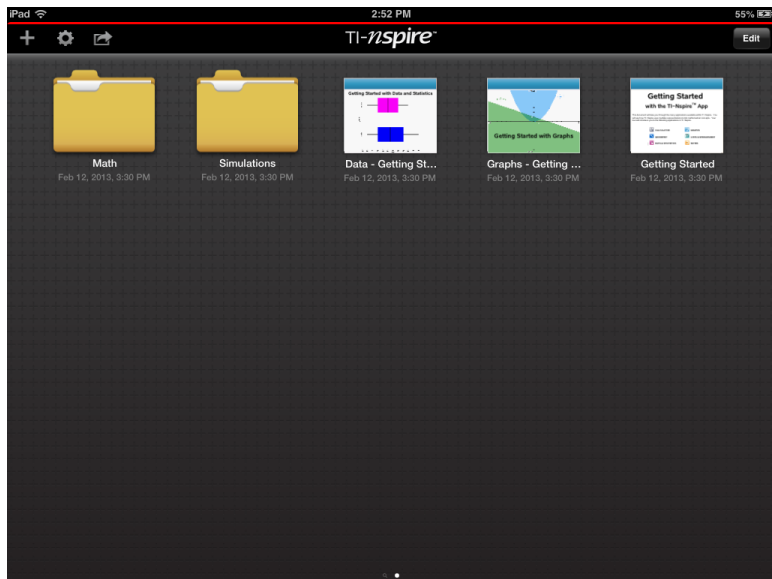 iPad 2:52 PM 55%
TI-nspire™ Edit
Getting Started with Data and Statistics
Getting Started with Graphs
Getting Started
with the TI-Nspire™ App
Math
Simulations
Data - Getting St...
Graphs - Getting ...
Getting Started
Feb 12, 2013, 3:30 PM
Feb 12, 2013, 3:30 PM
Feb 12, 2013, 3:30 PM
Feb 12, 2013, 3:30 PM
Feb 12, 2013, 3:30 PM